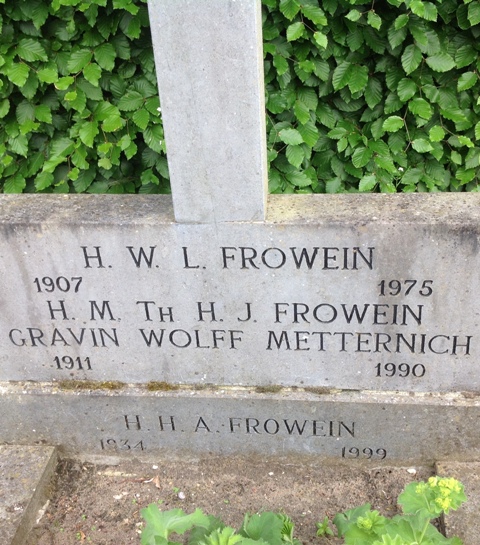 H. W. L. FROWEIN
1907 1975
H. M. Th H. J. FROWEIN
GRAVIN WOLFF METTERNICH
1911 1990
H. H. A. FROWEIN
1934 1999